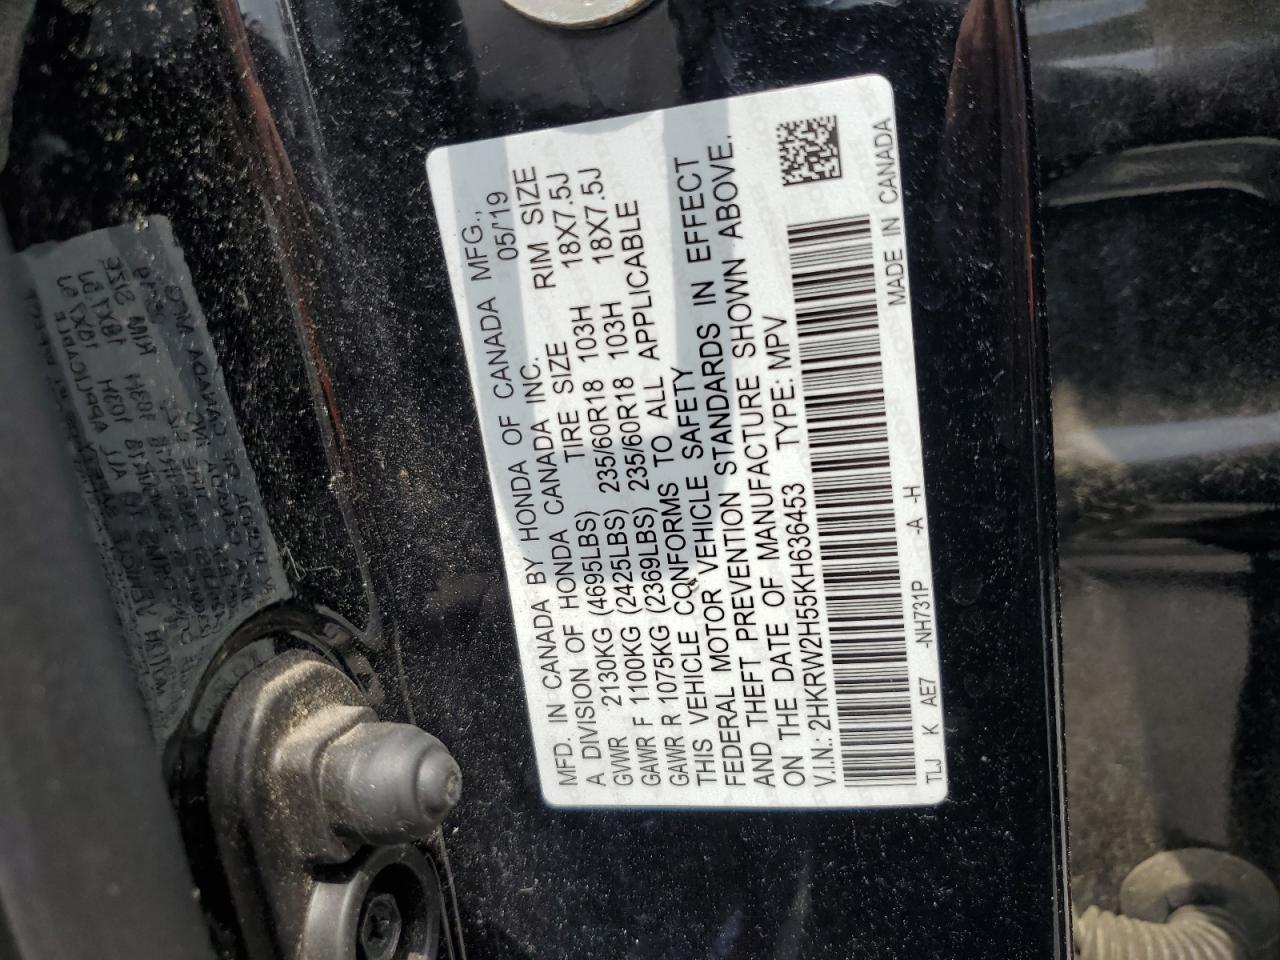 MFD. IN CANADA BY HONDA OF CANADA MFG.,
A DIVISION OF HONDA CANADA INC. 05/19
GVWR 2130KG (4695LBS) TIRE SIZE RIM SIZE
GAWR F 1100KG (2425LBS) 235/60R18 103H 18X7.5J
GAWR R 1075KG (2369LBS) 235/60R18 103H 18X7.5J
THIS VEHICLE CONFORMS TO ALL APPLICABLE
FEDERAL MOTOR VEHICLE SAFETY
AND THEFT PREVENTION STANDARDS IN EFFECT
ON THE DATE OF MANUFACTURE SHOWN ABOVE.
V.I.N.: 2HKRW2H55KH636453 TYPE: MPV
TLJ K AE7 -NH731P -A -H MADE IN CANADA